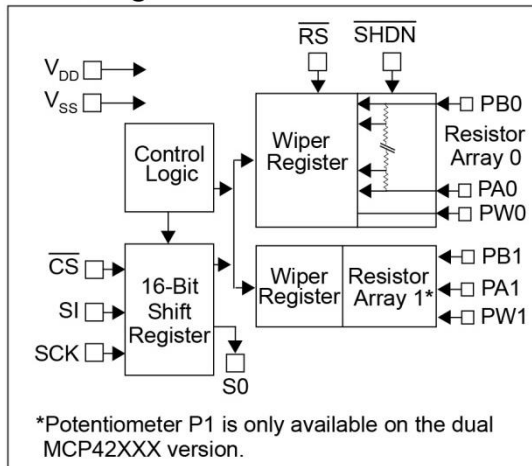 RS SHDN
VDD
VSS
PB0
Wiper
Register
Resistor
Array 0
Control
Logic
PA0
PW0
CS
SI
SCK
16-Bit
Shift
Register
Wiper
Register
Resistor
Array 1*
PB1
PA1
PW1
S0
*Potentiometer P1 is only available on the dual
MCP42XXX version.